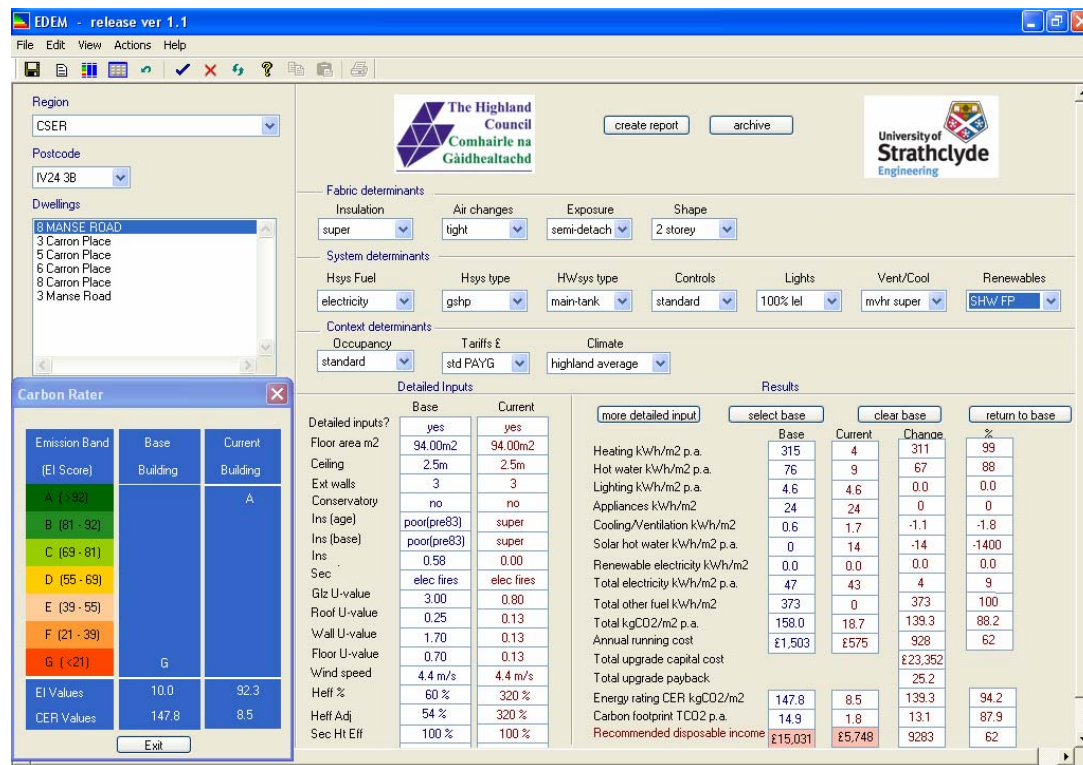 EDEM - release ver 1.1
File Edit View Actions Help
Region
CSER
Postcode
IV24 3B
Dwellings
8 MANSE ROAD
3 Carron Place
5 Carron Place
6 Carron Place
8 Carron Place
3 Manse Road
The Highland
Council
Comhairle na
Gàidhealtachd
create report archive
University of
Strathclyde
Engineering
Fabric determinants
Insulation Air changes Exposure Shape
super tight semi-detach 2 storey
System determinants
Hsys Fuel Hsys type HWsys type Controls Lights Vent/Cool Renewables
electricity gshp main-tank standard 100% lel mvhr super SHW FP
Context determinants
Occupancy Tariffs £ Climate
standard std PAYG highland average
Carbon Rater
Emission Band Base Current
(EI Score) Building Building
A (>92) A
B (81 - 92)
C (69 - 81)
D (55 - 69)
E (39 - 55)
F (21 - 39)
G (<21) G
EI Values 10.0 92.3
CER Values 147.8 8.5
Exit
Detailed Inputs
Base Current
Detailed inputs? yes yes
Floor area m2 94.00m2 94.00m2
Ceiling 2.5m 2.5m
Ext walls 3 3
Conservatory no no
Ins (age) poor(pre83) super
Ins (base) poor(pre83) super
Ins 0.58 0.00
Sec elec fires elec fires
Glz U-value 3.00 0.80
Roof U-value 0.25 0.13
Wall U-value 1.70 0.13
Floor U-value 0.70 0.13
Wind speed 4.4 m/s 4.4 m/s
Heff % 60 % 320 %
Heff Adj 54 % 320 %
Sec Ht Eff 100 % 100 %
Results
more detailed input select base clear base return to base
Base Current Change %
Heating kWh/m2 p.a. 315 4 311 99
Hot water kWh/m2 p.a. 76 9 67 88
Lighting kWh/m2 p.a. 4.6 4.6 0.0 0.0
Appliances kWh/m2 24 24 0 0
Cooling/Ventilation kWh/m2 0.6 1.7 -1.1 -1.8
Solar hot water kWh/m2 p.a. 0 14 -14 -1400
Renewable electricity kWh/m2 0.0 0.0 0.0 0.0
Total electricity kWh/m2 p.a. 47 43 4 9
Total other fuel kWh/m2 373 0 373 100
Total kgCO2/m2 p.a. 158.0 18.7 139.3 88.2
Annual running cost £1,503 £575 928 62
Total upgrade capital cost £23,352
Total upgrade payback 25.2
Energy rating CER kgCO2/m2 147.8 8.5 139.3 94.2
Carbon footprint TCO2 p.a. 14.9 1.8 13.1 87.9
Recommended disposable income £15,031 £5,748 9283 62